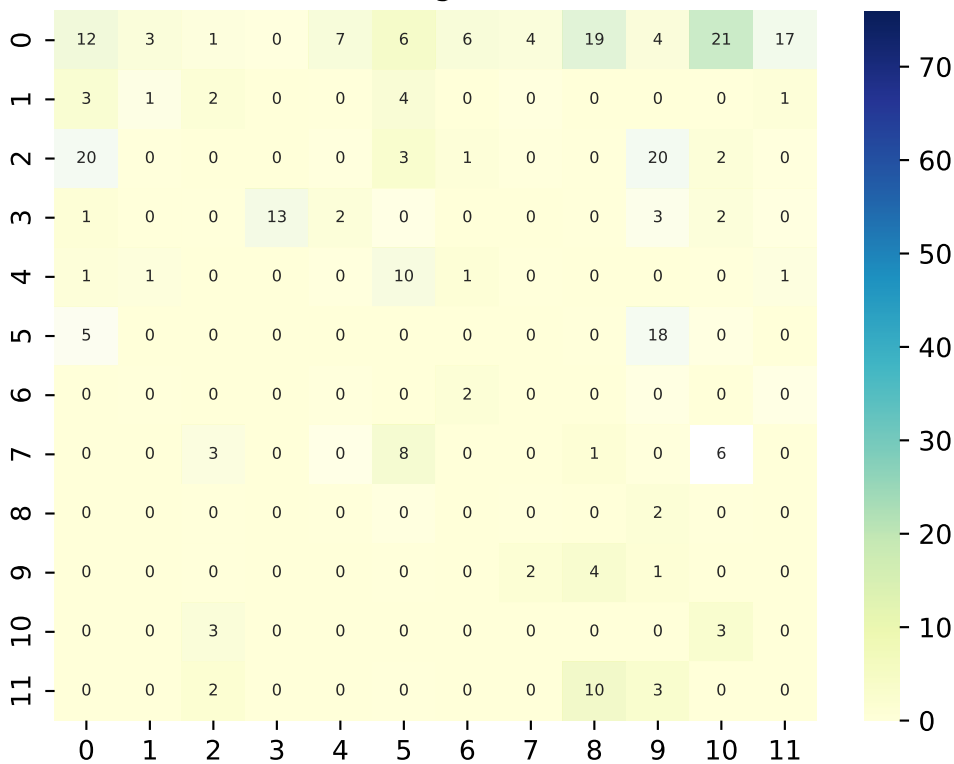 0 12 3 1 0 7 6 6 4 19 4 21 17
1 3 1 2 0 0 4 0 0 0 0 0 1
2 20 0 0 0 0 3 1 0 0 20 2 0
3 1 0 0 13 2 0 0 0 0 3 2 0
4 1 1 0 0 0 10 1 0 0 0 0 1
5 5 0 0 0 0 0 0 0 0 18 0 0
6 0 0 0 0 0 0 2 0 0 0 0 0
7 0 0 3 0 0 8 0 0 1 0 6 0
8 0 0 0 0 0 0 0 0 0 2 0 0
9 0 0 0 0 0 0 0 2 4 1 0 0
10 0 0 3 0 0 0 0 0 0 0 3 0
11 0 0 2 0 0 0 0 0 10 3 0 0
0 1 2 3 4 5 6 7 8 9 10 11
70
60
50
40
30
20
10
0